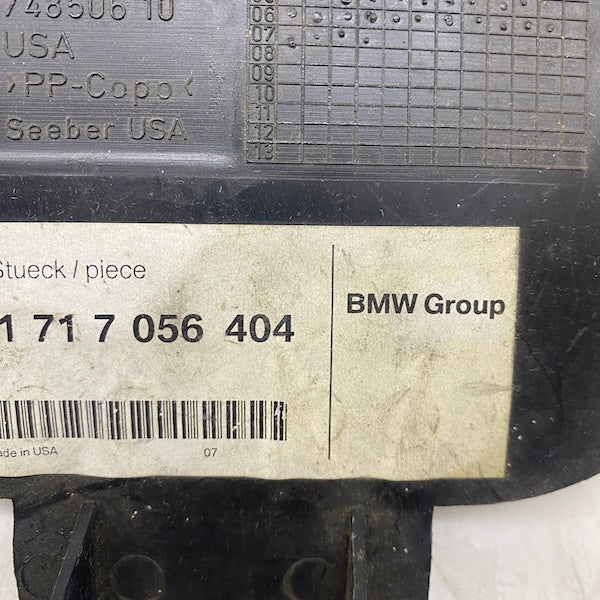 748506 10
USA
>PP-Copo<
Seeber USA
06
07
08
09
10
11
12
13
Stueck / piece
1 71 7 056 404
BMW Group
ade in USA 07